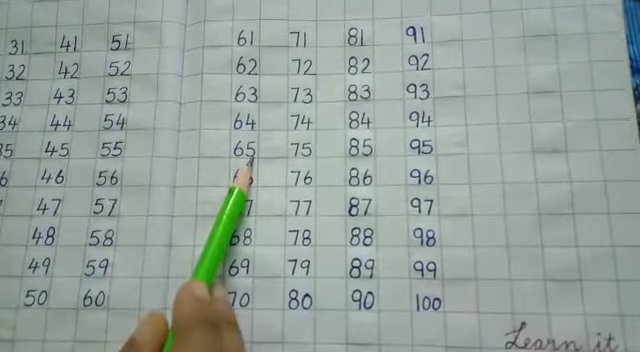 31 41 51 61 71 81 91
32 42 52 62 72 82 92
33 43 53 63 73 83 93
34 44 54 64 74 84 94
35 45 55 65 75 85 95
46 56 76 86 96
47 57 77 87 97
48 58 68 78 88 98
49 59 69 79 89 99
50 60 70 80 90 100
Learn it